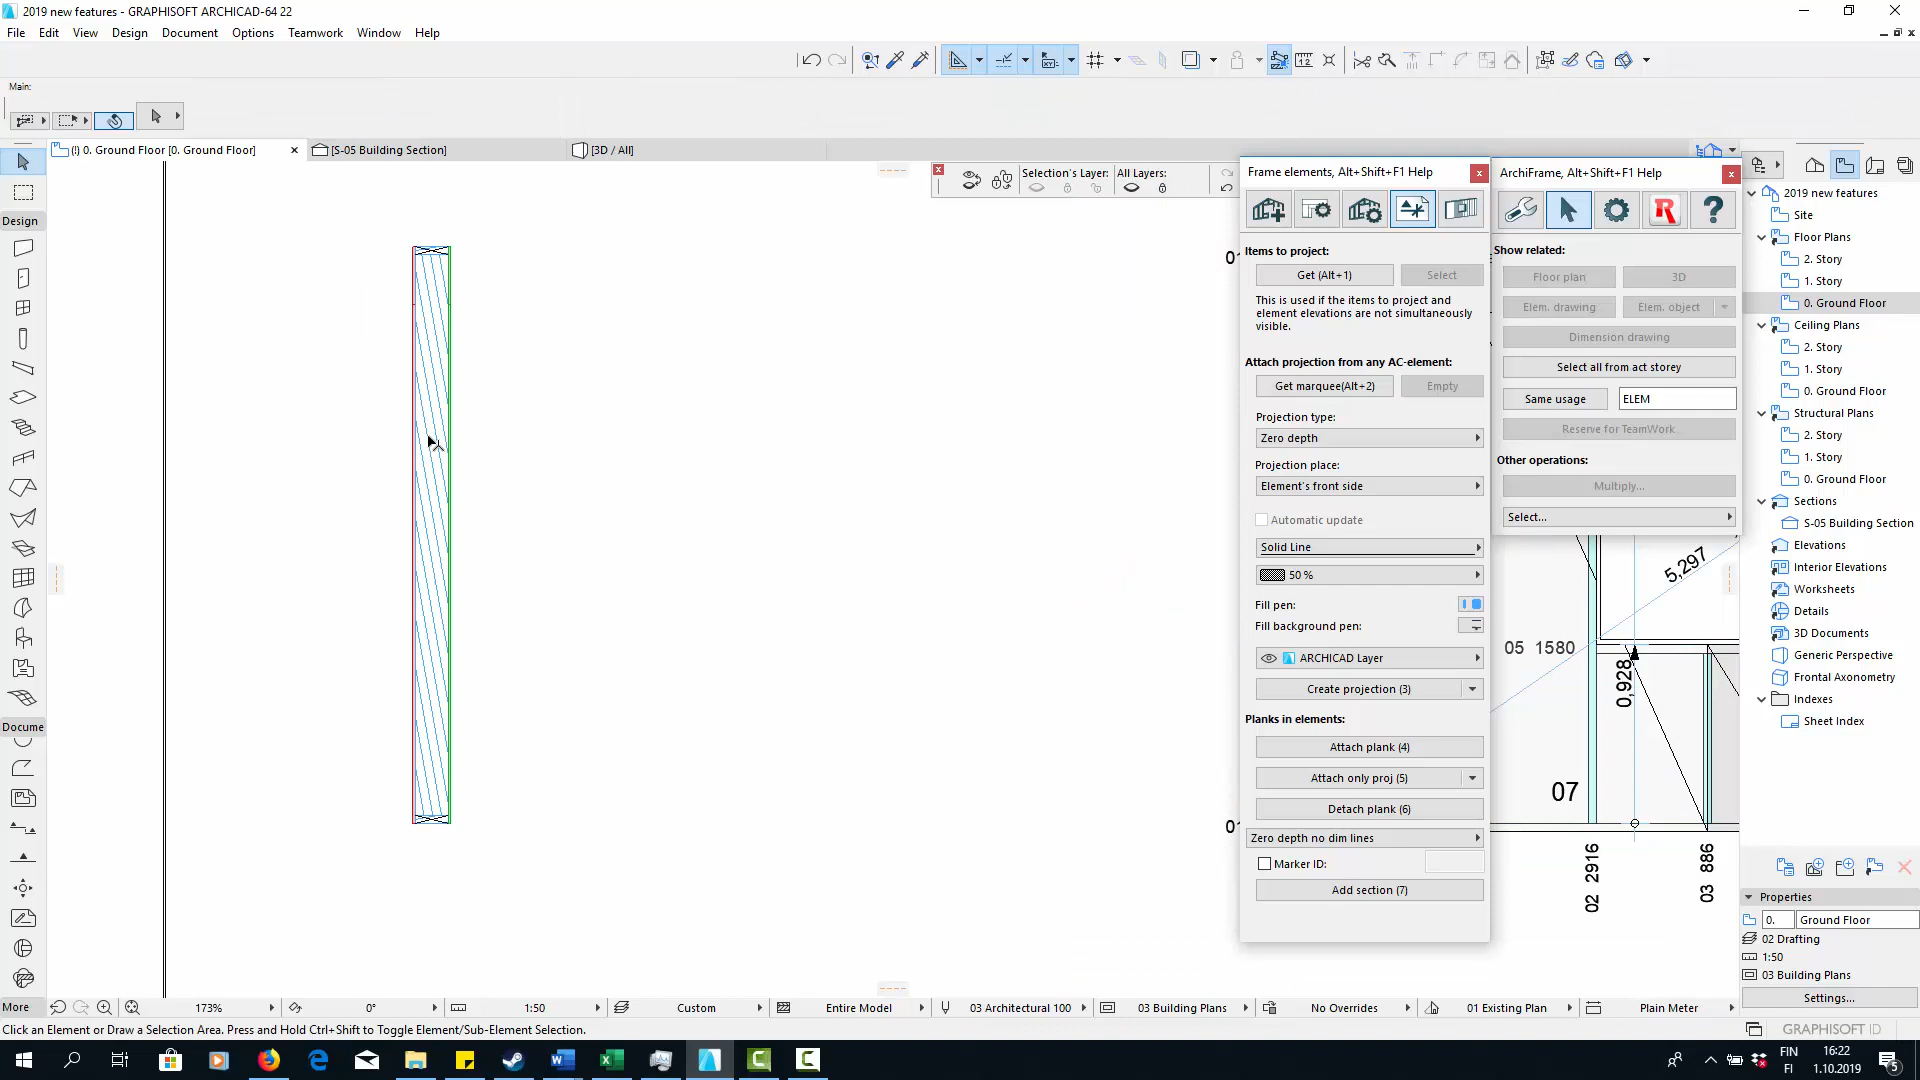 2019 new features - GRAPHISOFT ARCHICAD-64 22
File Edit View Design Document Options Teamwork Window Help
Main:
(!) 0. Ground Floor [0. Ground Floor]
[S-05 Building Section]
[3D / All]
Selection's Layer: All Layers:
Design
Docume
More
Frame elements, Alt+Shift+F1 Help
Items to project:
Get (Alt+1) Select
This is used if the items to project and
element elevations are not simultaneously
visible.
Attach projection from any AC-element:
Get marquee(Alt+2) Empty
Projection type:
Zero depth
Projection place:
Element's front side
Automatic update
Solid Line
50 %
Fill pen:
Fill background pen:
ARCHICAD Layer
Create projection (3)
Planks in elements:
Attach plank (4)
Attach only proj (5)
Detach plank (6)
Zero depth no dim lines
Marker ID:
Add section (7)
ArchiFrame, Alt+Shift+F1 Help
Show related:
Floor plan 3D
Elem. drawing Elem. object
Dimension drawing
Select all from act storey
Same usage ELEM
Reserve for TeamWork
Other operations:
Multiply...
Select...
5,297
05 1580
0,928
07
02 2916
03 886
2019 new features
Site
Floor Plans
2. Story
1. Story
0. Ground Floor
Ceiling Plans
2. Story
1. Story
0. Ground Floor
Structural Plans
2. Story
1. Story
0. Ground Floor
Sections
S-05 Building Section
Elevations
Interior Elevations
Worksheets
Details
3D Documents
Generic Perspective
Frontal Axonometry
Indexes
Sheet Index
Properties
0. Ground Floor
02 Drafting
1:50
03 Building Plans
Settings...
173% 0° 1:50 Custom Entire Model 03 Architectural 100 03 Building Plans No Overrides 01 Existing Plan Plain Meter
Click an Element or Draw a Selection Area. Press and Hold Ctrl+Shift to Toggle Element/Sub-Element Selection.
GRAPHISOFT ID
FIN
FI
16:22
1.10.2019
5